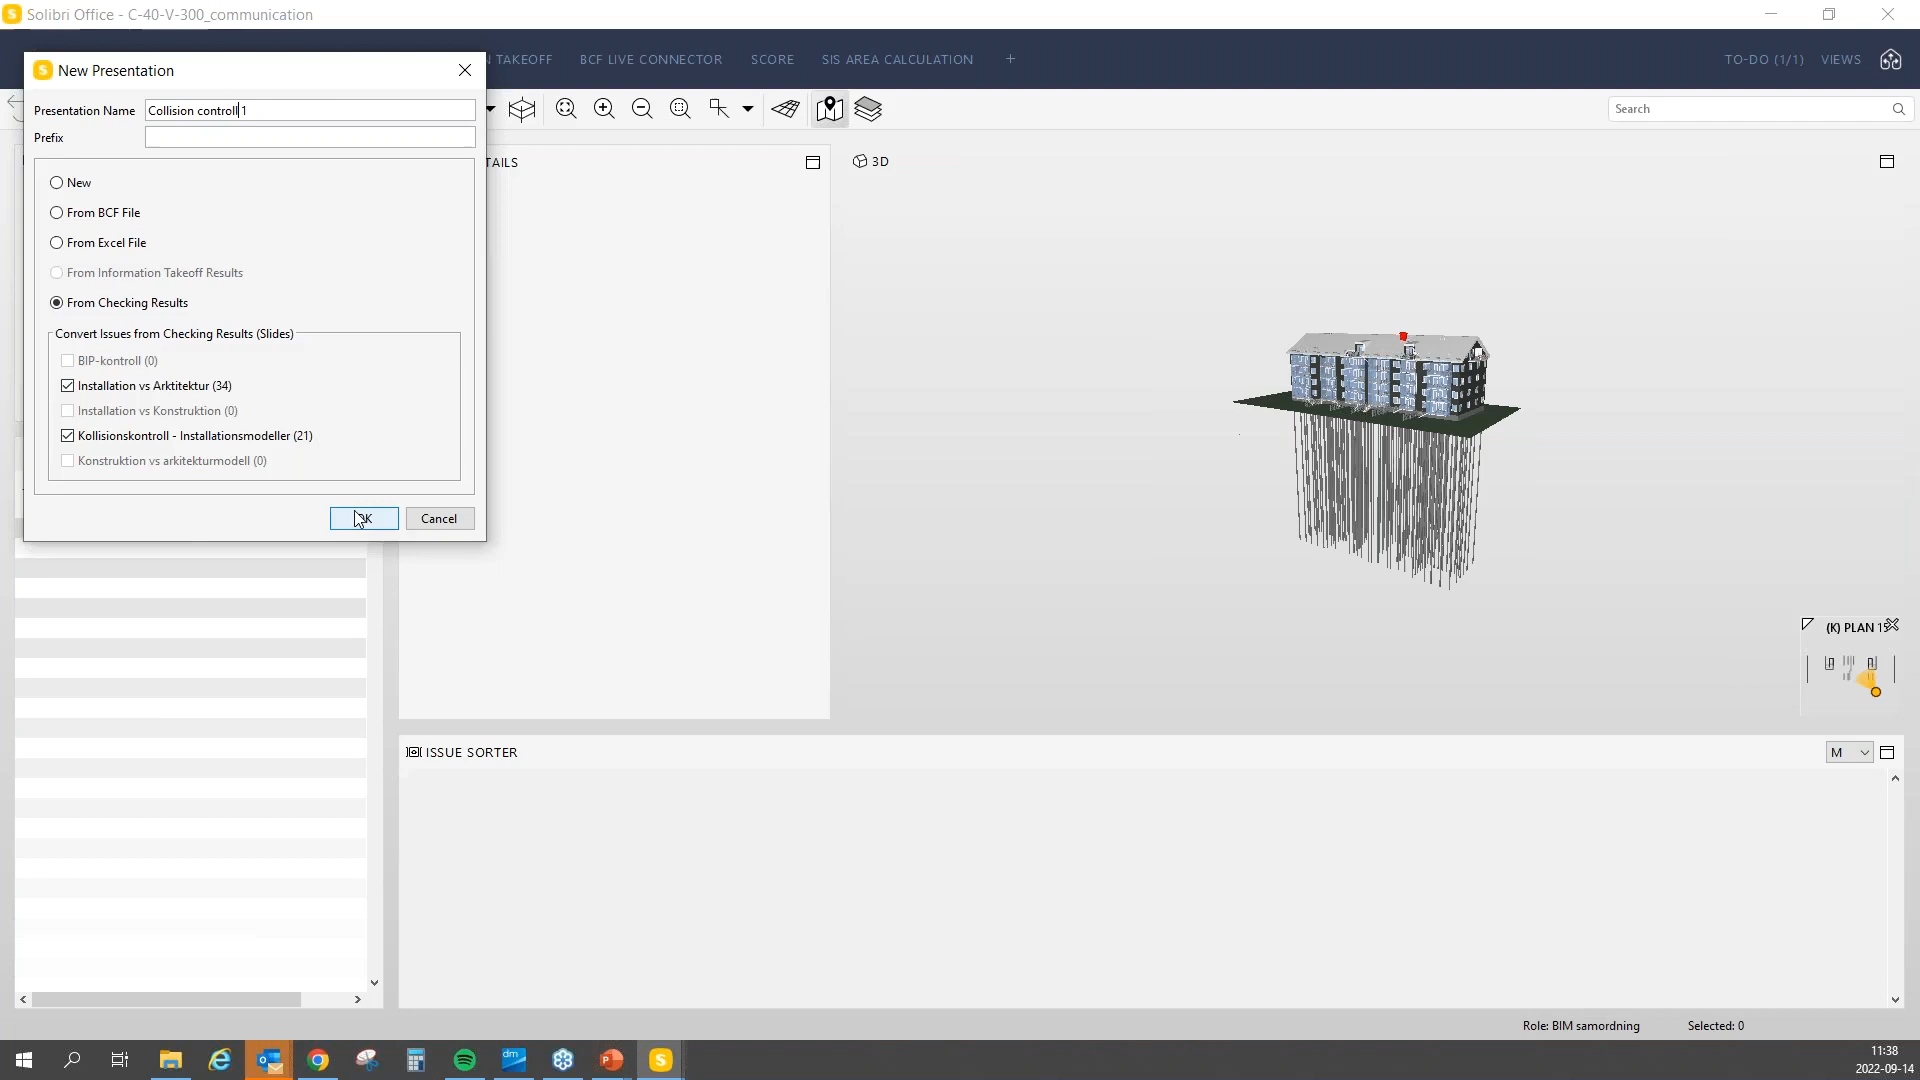 Solibri Office - C-40-V-300_communication
TAKEOFF
BCF LIVE CONNECTOR
SCORE
SIS AREA CALCULATION
+
TO-DO (1/1)
VIEWS
New Presentation
Presentation Name
Collision controll 1
Prefix
New
From BCF File
From Excel File
From Information Takeoff Results
From Checking Results
Convert Issues from Checking Results (Slides)
BIP-kontroll (0)
Installation vs Arktitektur (34)
Installation vs Konstruktion (0)
Kollisionskontroll - Installationsmodeller (21)
Konstruktion vs arkitekturmodell (0)
Cancel
Search
TAILS
3D
(K) PLAN 15
ISSUE SORTER
M
Role: BIM samordning
Selected: 0
dm
11:38
2022-09-14